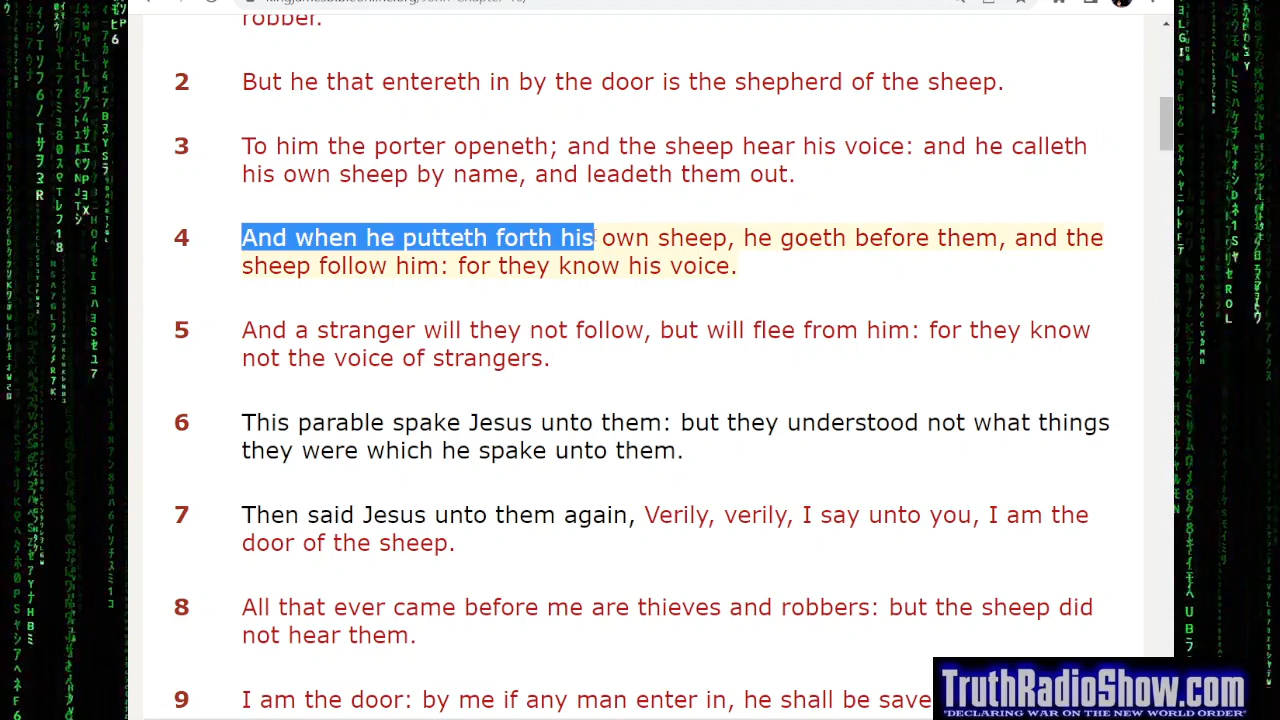 robber.
2 But he that entereth in by the door is the shepherd of the sheep.
3 To him the porter openeth; and the sheep hear his voice: and he calleth
his own sheep by name, and leadeth them out.
4 And when he putteth forth his own sheep, he goeth before them, and the
sheep follow him: for they know his voice.
5 And a stranger will they not follow, but will flee from him: for they know
not the voice of strangers.
6 This parable spake Jesus unto them: but they understood not what things
they were which he spake unto them.
7 Then said Jesus unto them again, Verily, verily, I say unto you, I am the
door of the sheep.
8 All that ever came before me are thieves and robbers: but the sheep did
not hear them.
9 I am the door: by me if any man enter in, he shall be save
TruthRadioShow.com
"DECLARING WAR ON THE NEW WORLD ORDER"